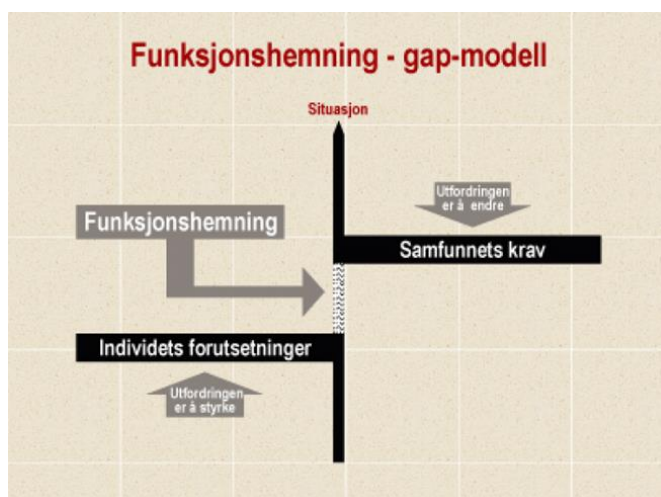 Funksjonshemning - gap-modell
Situasjon
Utfordringen
er å endre
Funksjonshemning
Samfunnets krav
Individets forutsetninger
Utfordringen
er å styrke